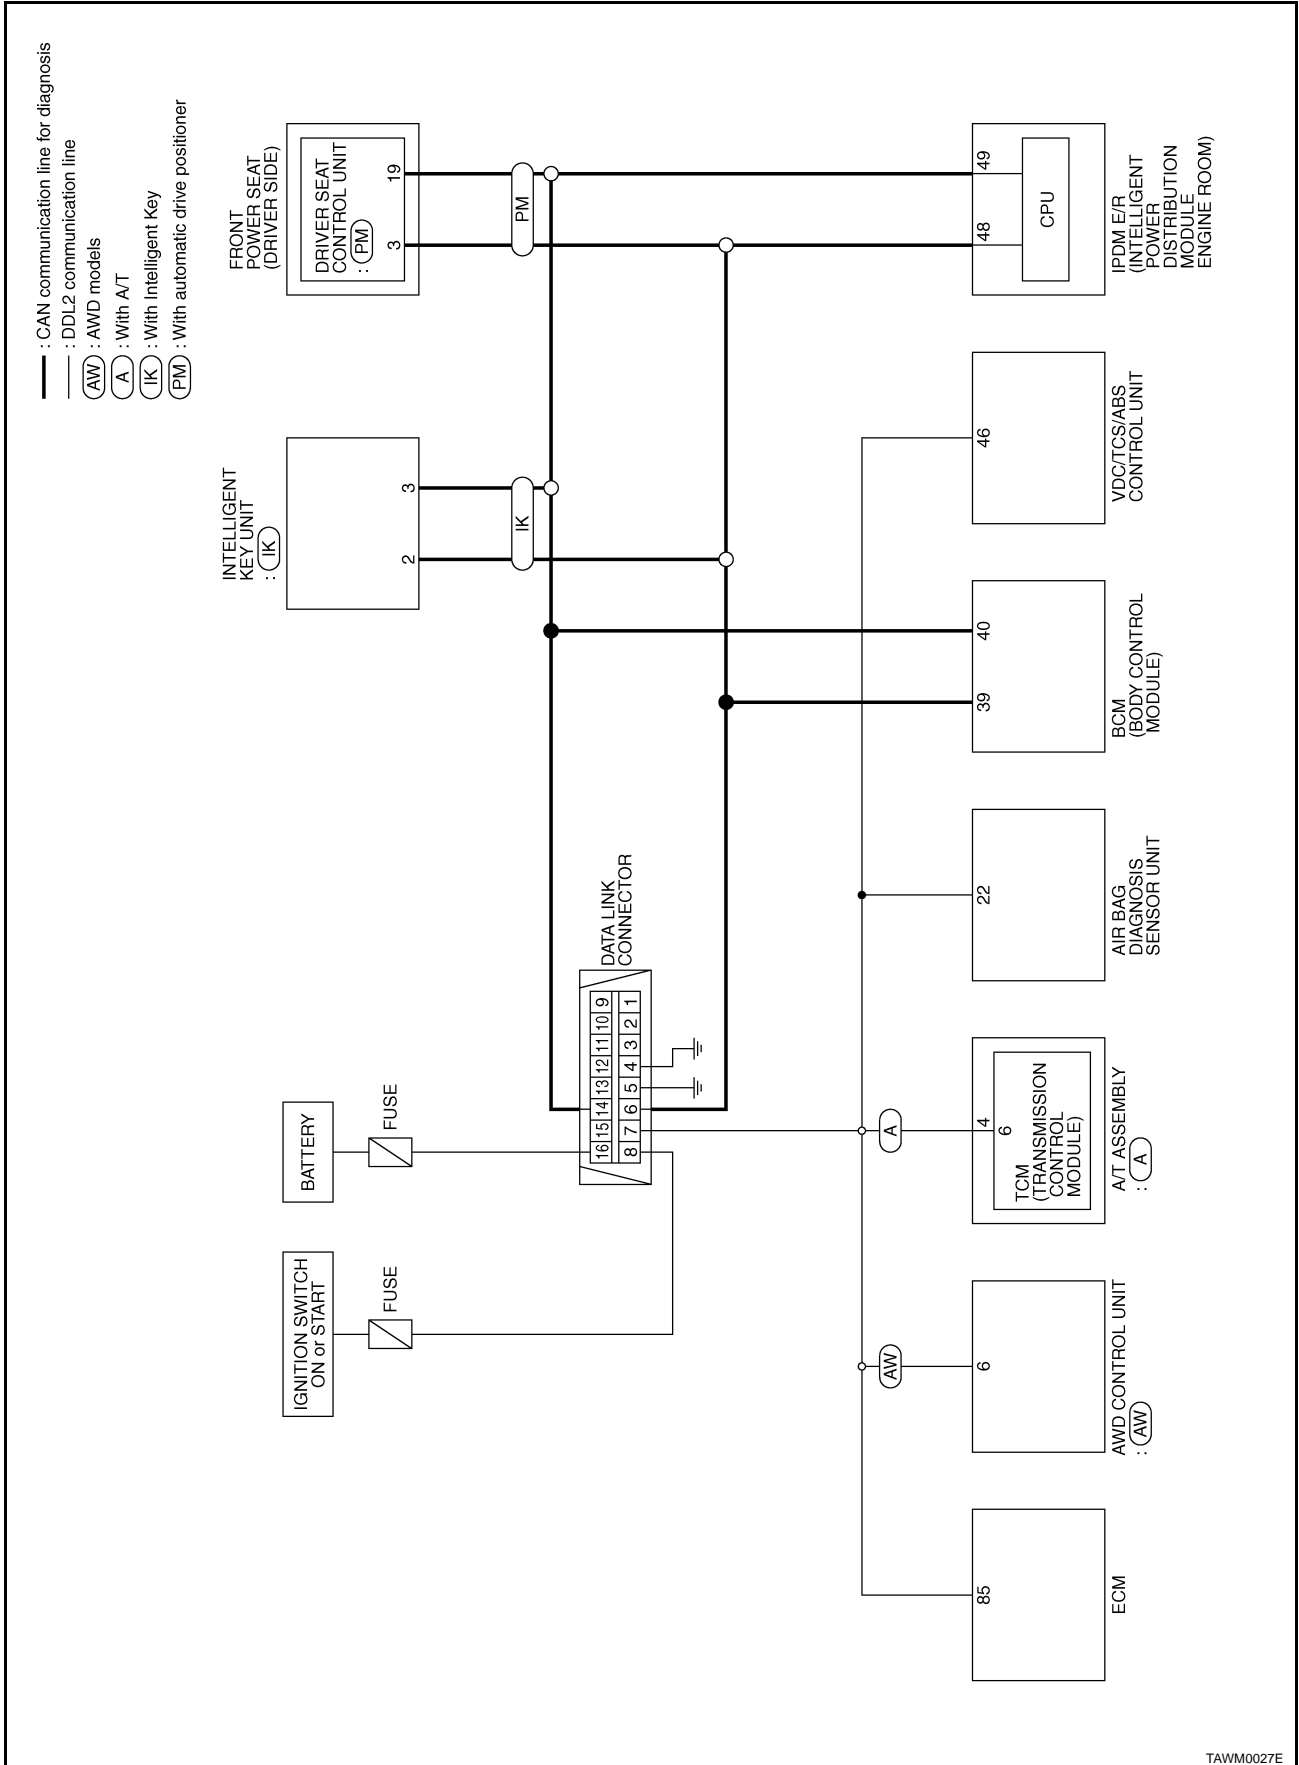 : CAN communication line for diagnosis
: DDL2 communication line
AW : AWD models
A : With A/T
IK : With Intelligent Key
PM : With automatic drive positioner
IGNITION SWITCH
ON or START
FUSE
BATTERY
FUSE
INTELLIGENT
KEY UNIT
: IK
2 3
IK
FRONT
POWER SEAT
(DRIVER SIDE)
DRIVER SEAT
CONTROL UNIT
: PM
3 19
PM
DATA LINK
CONNECTOR
16 15 14 13 12 11 10 9
8 7 6 5 4 3 2 1
AW
A
85
ECM
6
AWD CONTROL UNIT
: AW
4
6
TCM
(TRANSMISSION
CONTROL
MODULE)
A/T ASSEMBLY
: A
22
AIR BAG
DIAGNOSIS
SENSOR UNIT
39 40
BCM
(BODY CONTROL
MODULE)
46
VDC/TCS/ABS
CONTROL UNIT
48 49
CPU
IPDM E/R
(INTELLIGENT
POWER
DISTRIBUTION
MODULE
ENGINE ROOM)
TAWM0027E